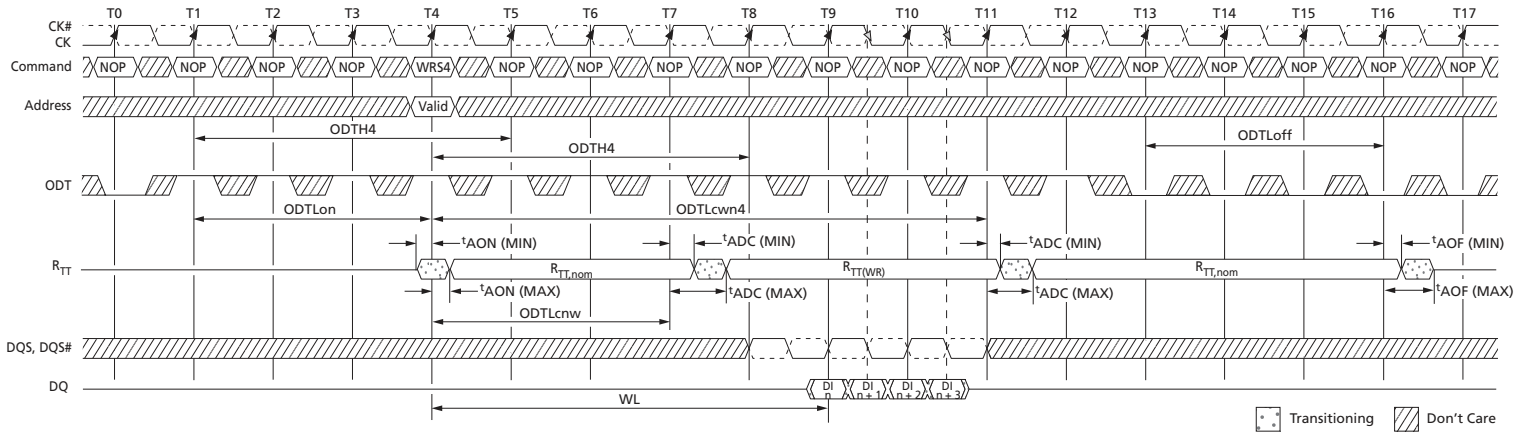 T0 T1 T2 T3 T4 T5 T6 T7 T8 T9 T10 T11 T12 T13 T14 T15 T16 T17
CK#
CK
Command NOP NOP NOP NOP WRS4 NOP NOP NOP NOP NOP NOP NOP NOP NOP NOP NOP NOP NOP
Address Valid
ODTH4 ODTLoff
ODTH4
ODT
ODTLon ODTLcwn4
tAON (MIN) tADC (MIN) tADC (MIN) tAOF (MIN)
RTT RTT,nom RTT(WR) RTT,nom
tAON (MAX) tADC (MAX) tADC (MAX) tAOF (MAX)
ODTLcnw
DQS, DQS#
DQ DI n DI n + 1 DI n + 2 DI n + 3
WL
Transitioning Don't Care